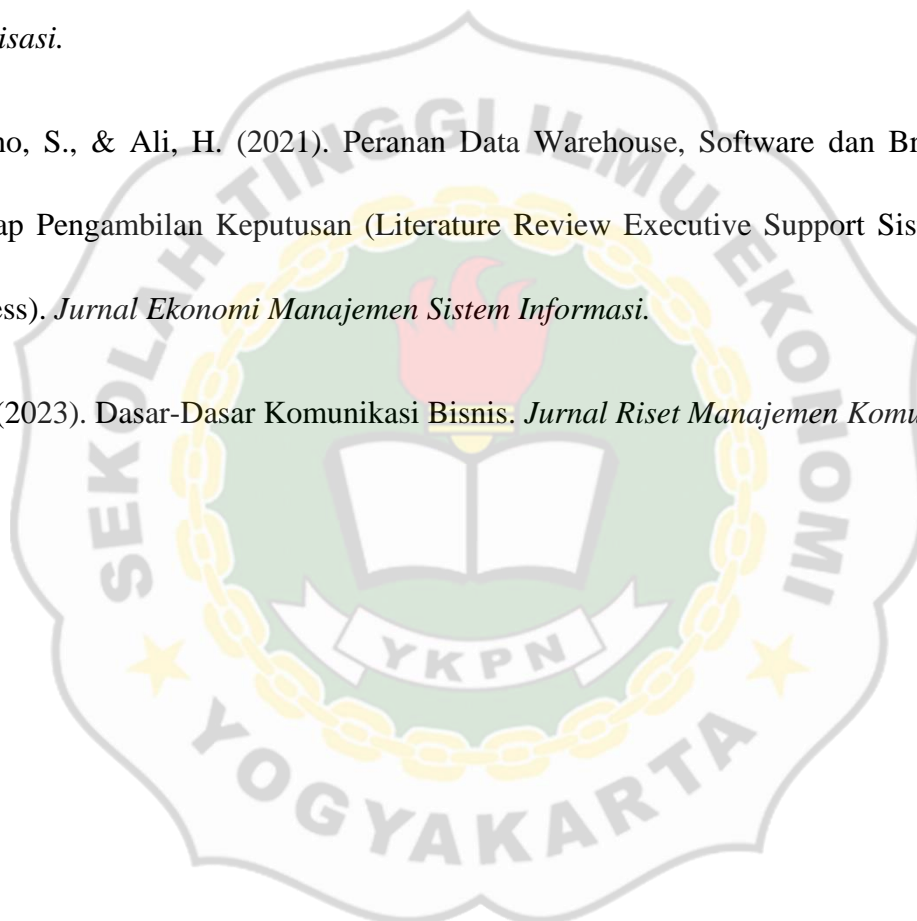 isasi.
no, S., & Ali, H. (2021). Peranan Data Warehouse, Software dan Br
ap Pengambilan Keputusan (Literature Review Executive Support Sis
ess). Jurnal Ekonomi Manajemen Sistem Informasi.
(2023). Dasar-Dasar Komunikasi Bisnis. Jurnal Riset Manajemen Komu
SEKOLAH TINGGI ILMU EKONOMI
YKPN
YOGYAKARTA